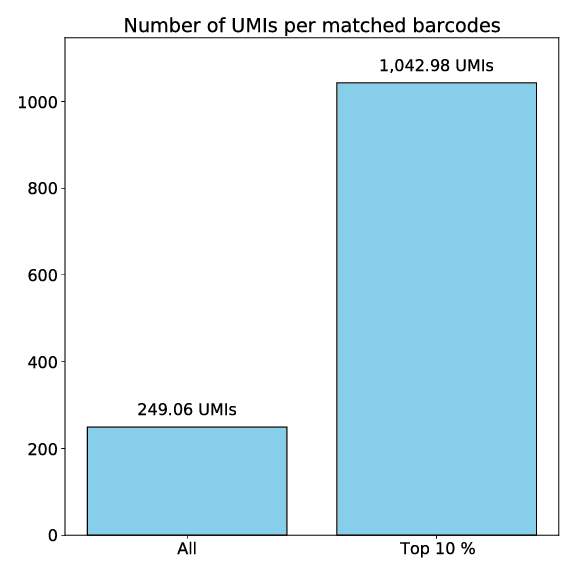 Number of UMIs per matched barcodes
1,042.98 UMIs
1000
800
600
400
249.06 UMIs
200
0
All
Top 10 %